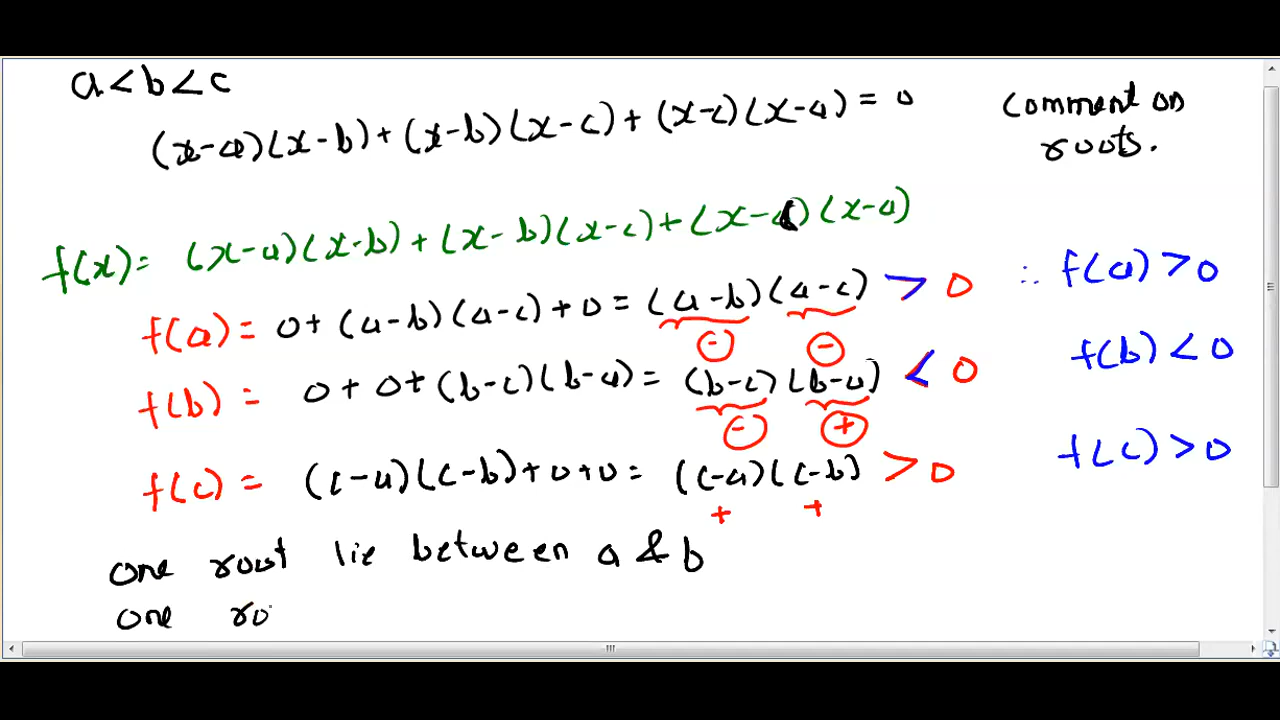 a<b<c
(x-a)(x-b)+(x-b)(x-c)+(x-c)(x-a)=0
comment on
roots.
f(x)= (x-a)(x-b)+(x-b)(x-c)+(x-c)(x-a)
f(a)= 0+(a-b)(a-c)+0=(a-b)(a-c)>0
- -
f(b)= 0+0+(b-c)(b-a)=(b-c)(b-a)<0
- +
f(c)= (c-a)(c-b)+0+0=(c-a)(c-b)>0
+ +
∴ f(a)>0
f(b)<0
f(c)>0
one root lie between a & b
one ro